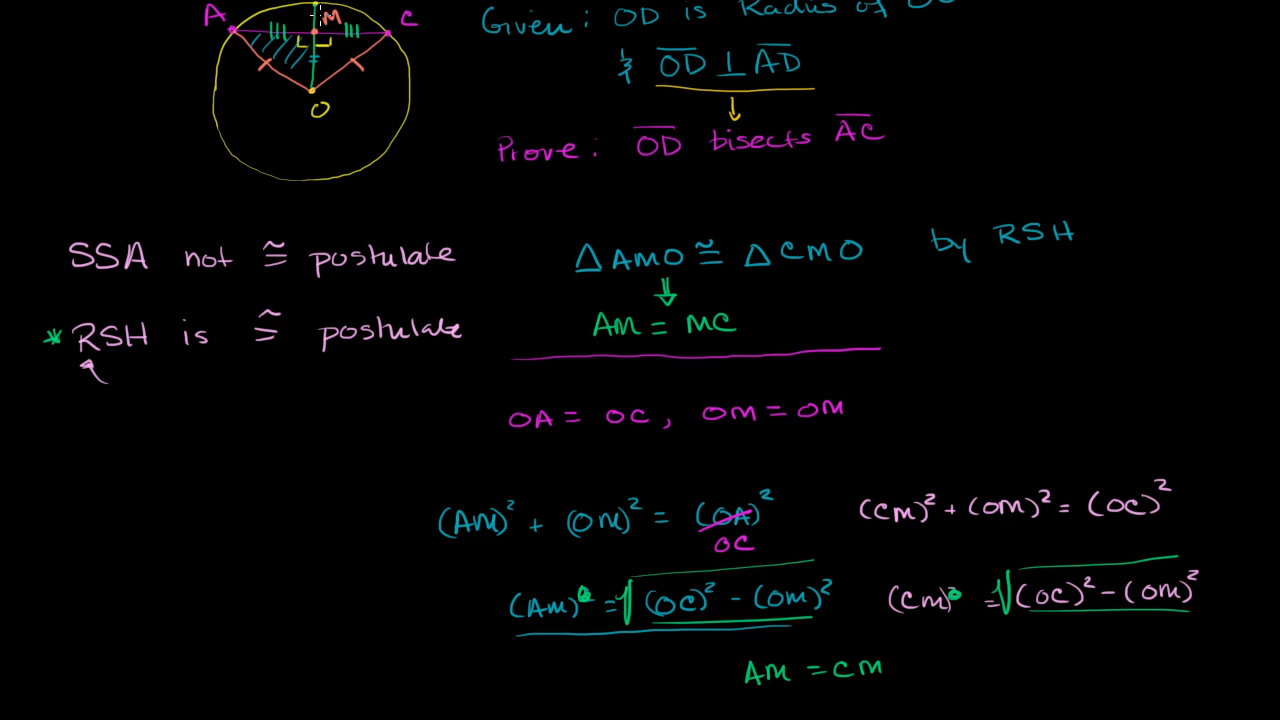 A M C Given : OD is Radius of
O & OD ⊥ AD
Prove : OD bisects AC
SSA not ≅ postulate
△AMO ≅ △CMO by RSH
* RSH is ≅ postulate
AM = MC
OA = OC, OM = OM
(AM)² + (OM)² = (OA)² (CM)² + (OM)² = (OC)²
OC
(AM) = √(OC)² - (OM)² (CM) = √(OC)² - (OM)²
AM = CM